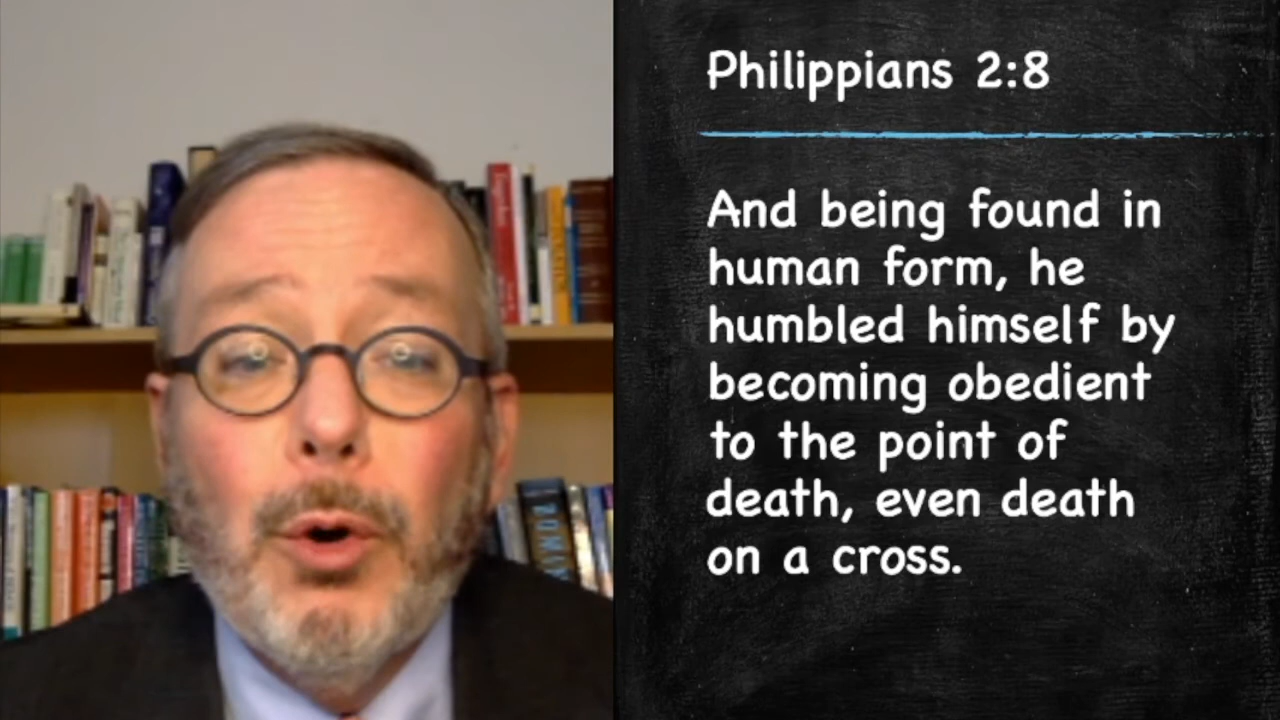 Philippians 2:8
And being found in
human form, he
humbled himself by
becoming obedient
to the point of
death, even death
on a cross.